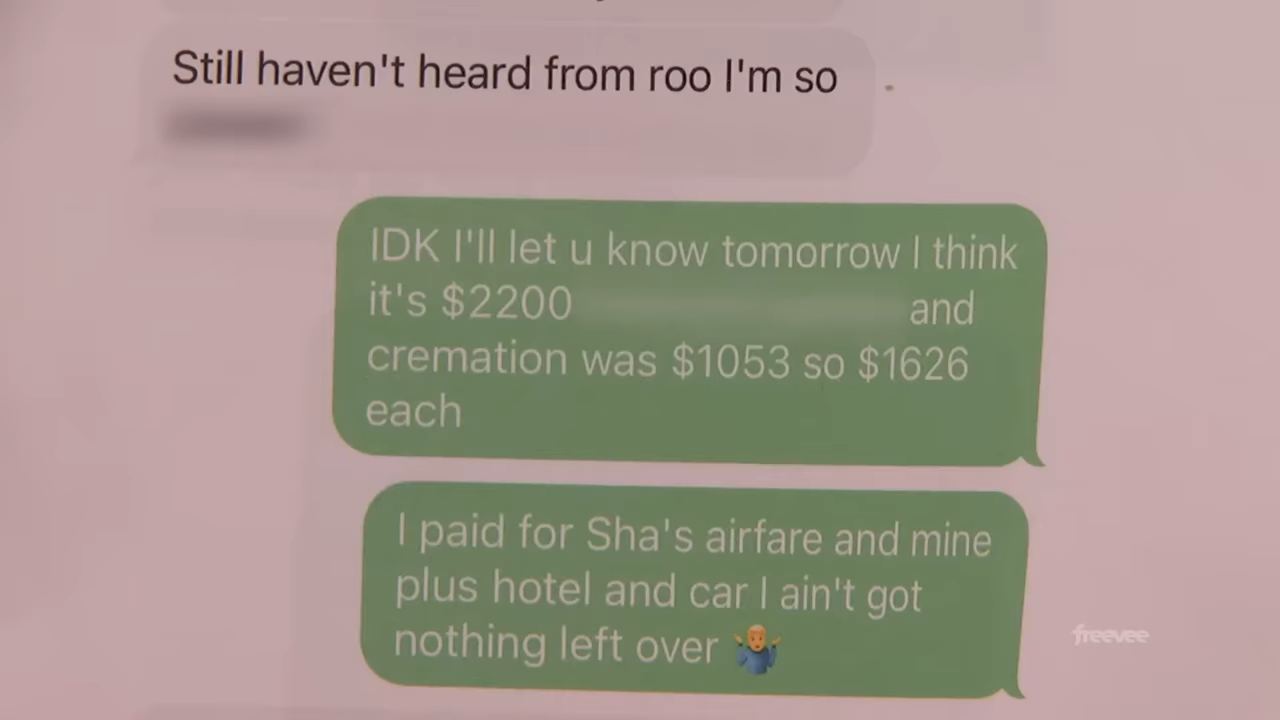 Still haven't heard from roo I'm so
IDK I'll let u know tomorrow I think
it's $2200 and
cremation was $1053 so $1626
each
I paid for Sha's airfare and mine
plus hotel and car I ain't got
nothing left over 🤷‍♂️
freevee